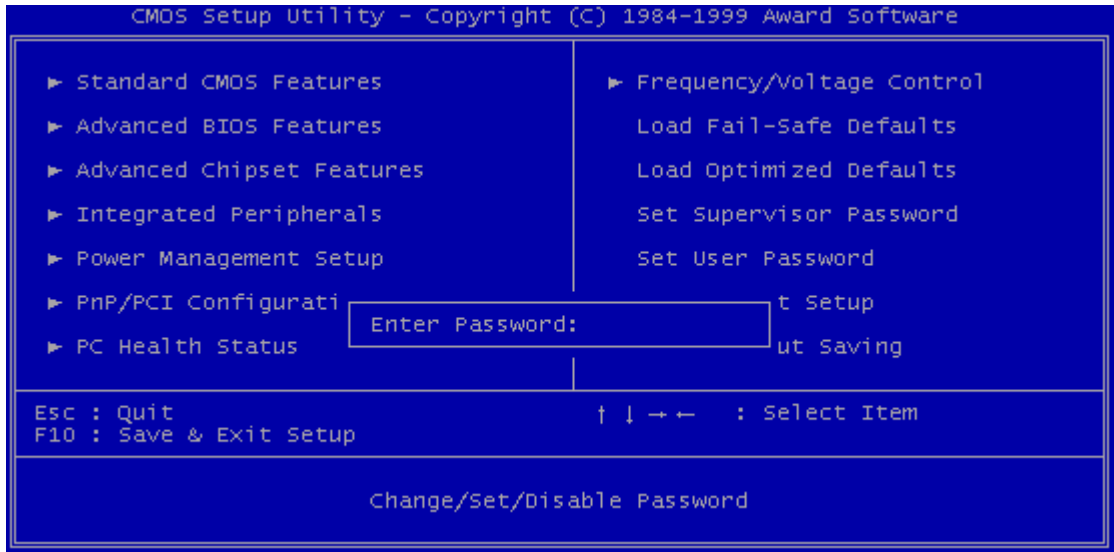 CMOS Setup Utility – Copyright (C) 1984–1999 Award Software
► Standard CMOS Features
► Advanced BIOS Features
► Advanced Chipset Features
► Integrated Peripherals
► Power Management Setup
► PnP/PCI Configurati
► PC Health Status
► Frequency/Voltage Control
Load Fail-Safe Defaults
Load Optimized Defaults
Set Supervisor Password
Set User Password
t Setup
ut Saving
Enter Password:
Esc : Quit
F10 : Save & Exit Setup
↑ ↓ → ← : Select Item
Change/Set/Disable Password